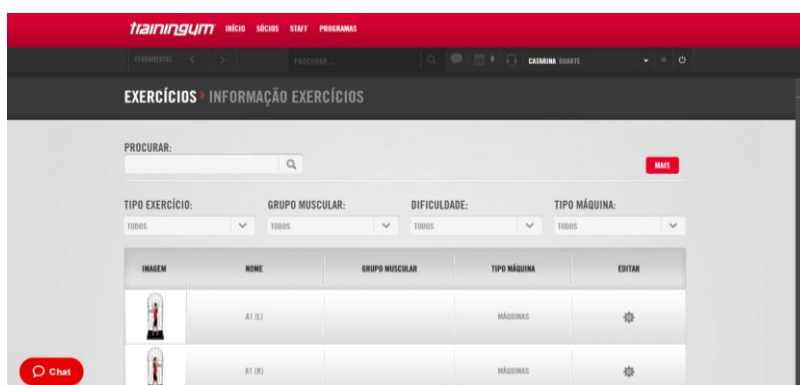 trainingym INÍCIO SÓCIOS STAFF PROGRAMAS
FERRAMENTAS PROCURAR ... CATARINA DUARTE
EXERCÍCIOS » INFORMAÇÃO EXERCÍCIOS
PROCURAR:
MAIS
TIPO EXERCÍCIO: GRUPO MUSCULAR: DIFICULDADE: TIPO MÁQUINA:
TODOS TODOS TODOS TODOS
IMAGEM NOME GRUPO MUSCULAR TIPO MÁQUINA EDITAR
A1 (L) MÁQUINAS
A1 (R) MÁQUINAS
Chat